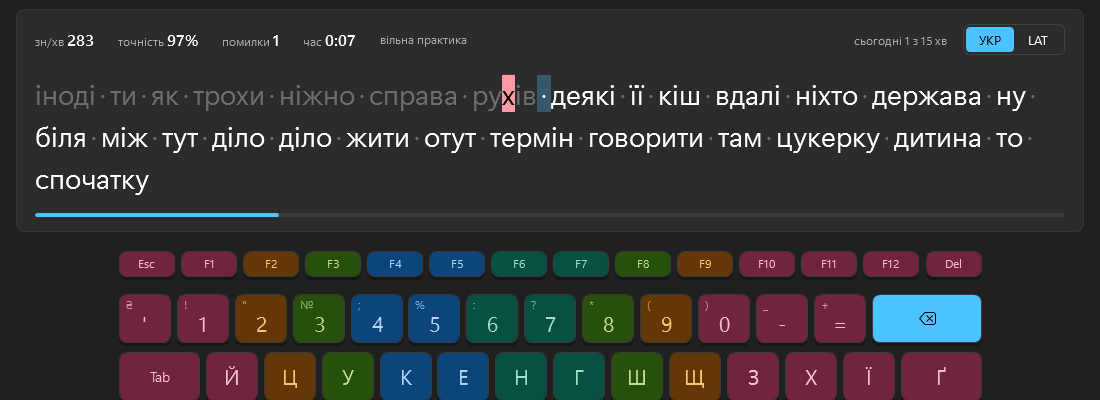 зн/хв 283 точність 97% помилки 1 час 0:07 вільна практика сьогодні 1 з 15 хв УКР LAT
іноді·ти·як·трохи·ніжно·справа·рухів·деякі·її·кіш·вдалі·ніхто·держава·ну·
біля·між·тут·діло·діло·жити·отут·термін·говорити·там·цукерку·дитина·то·
спочатку
Esc F1 F2 F3 F4 F5 F6 F7 F8 F9 F10 F11 F12 Del
₴ ' ! 1 " 2 № 3 ; 4 % 5 : 6 ? 7 * 8 ( 9 ) 0 _ - + =
Tab Й Ц У К Е Н Г Ш Щ З Х Ї Ґ